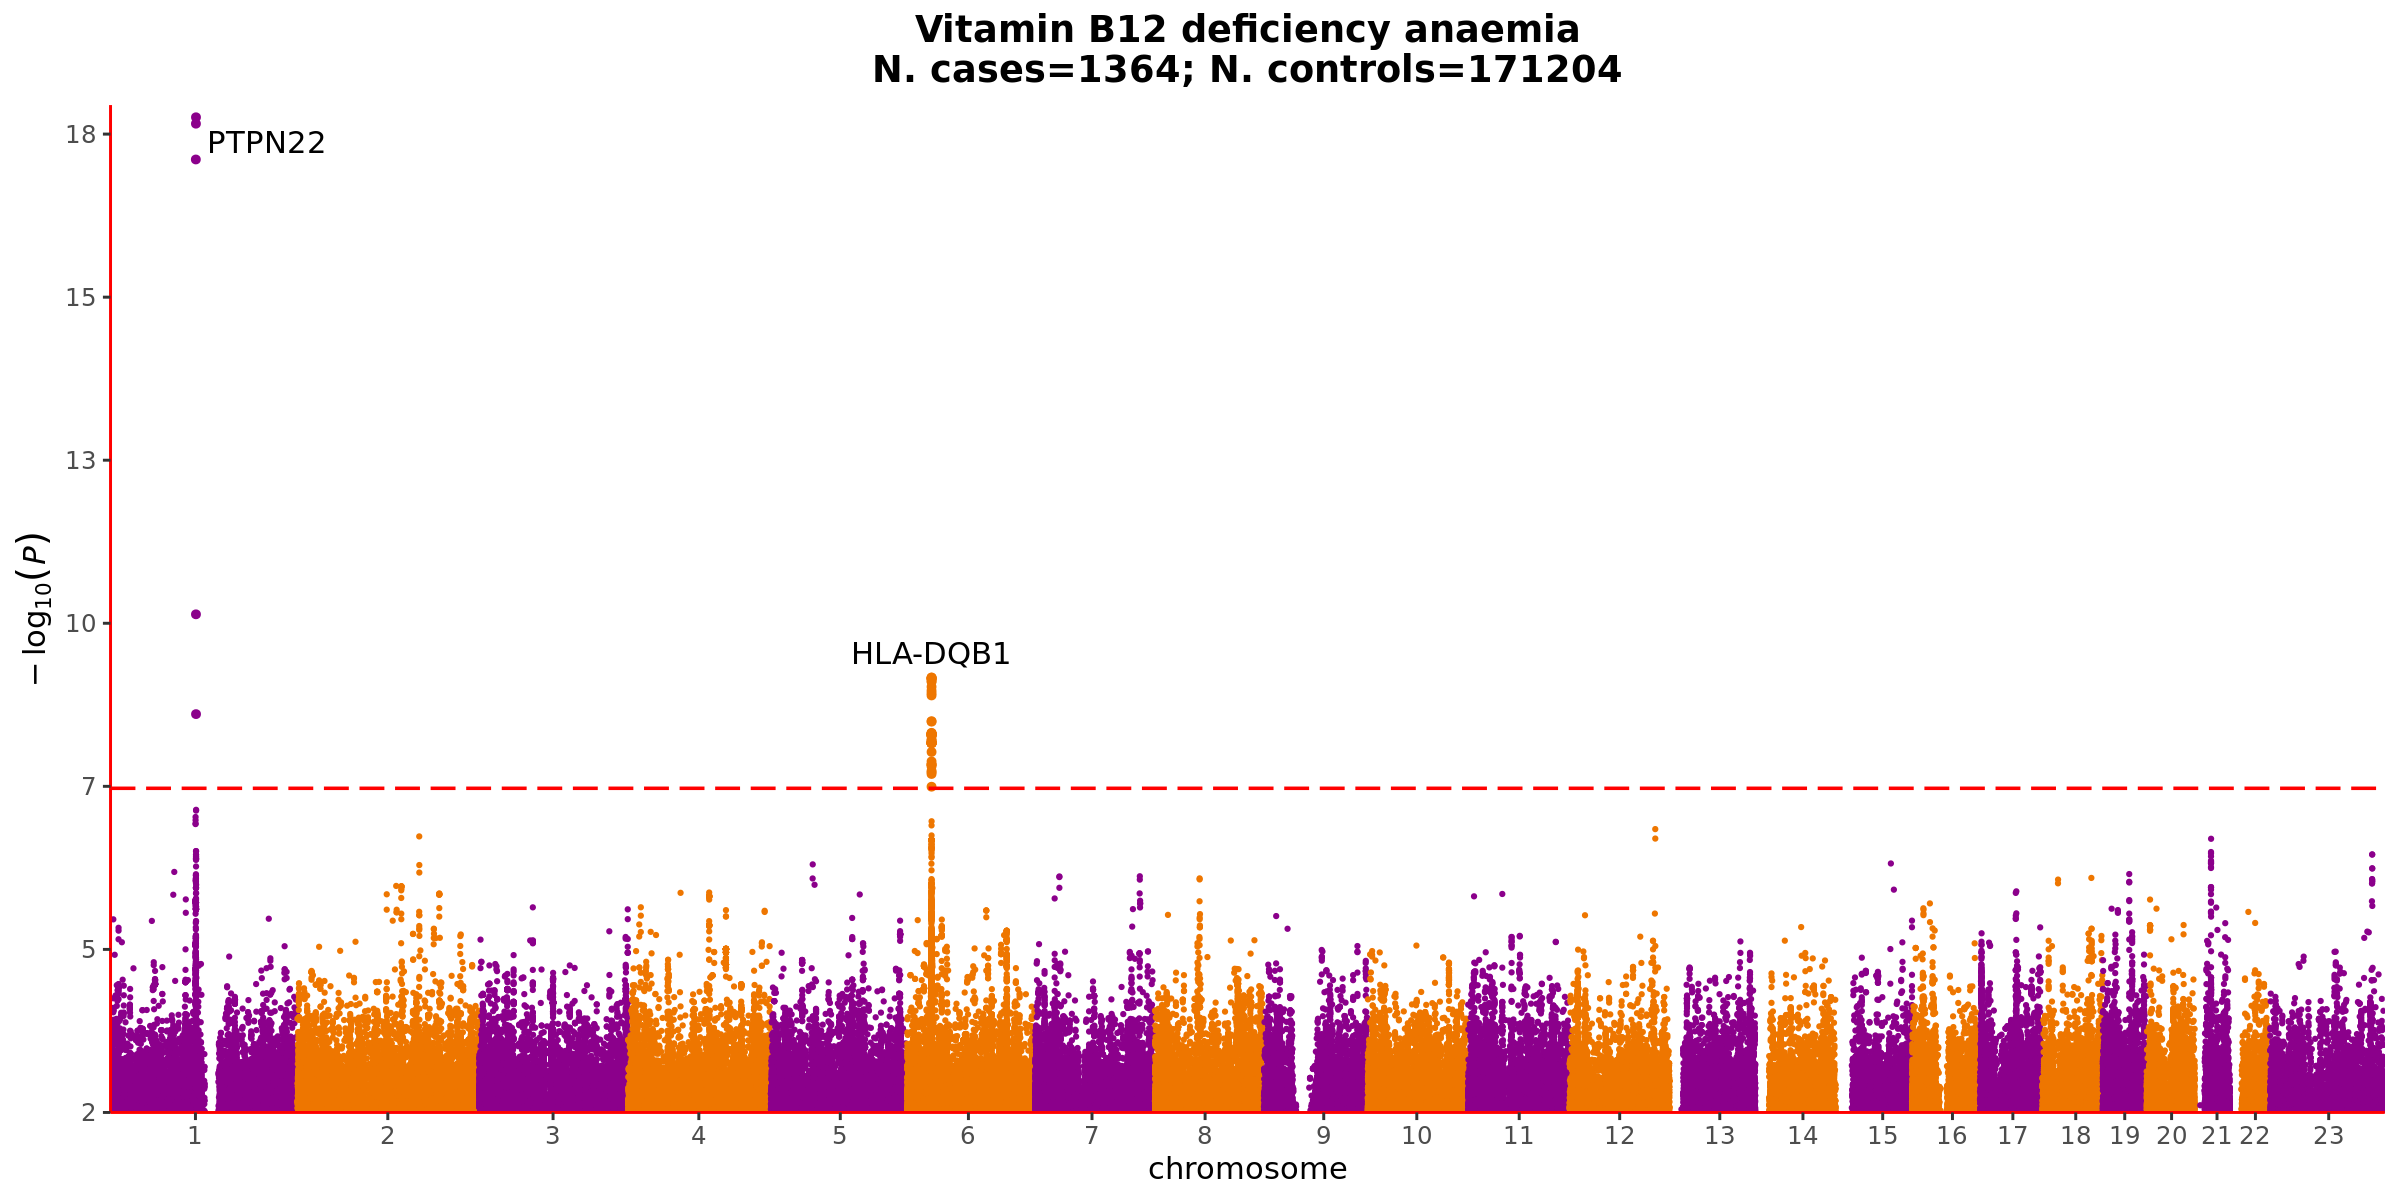 Vitamin B12 deficiency anaemia
N. cases=1364; N. controls=171204
18
PTPN22
15
13
10
HLA-DQB1
7
5
2
−log₁₀(P)
1 2 3 4 5 6 7 8 9 10 11 12 13 14 15 16 17 18 19 20 21 22 23
chromosome